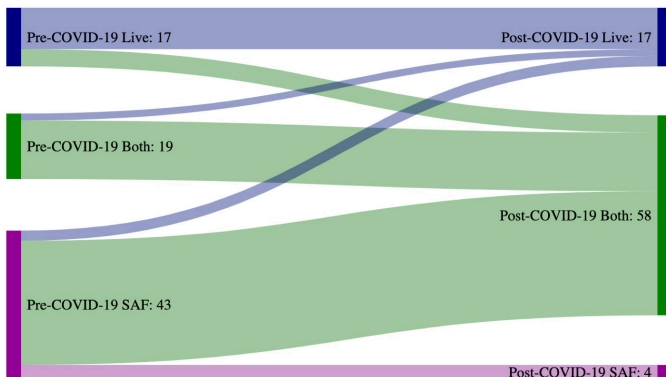 Pre-COVID-19 Live: 17
Post-COVID-19 Live: 17
Pre-COVID-19 Both: 19
Post-COVID-19 Both: 58
Pre-COVID-19 SAF: 43
Post-COVID-19 SAF: 4